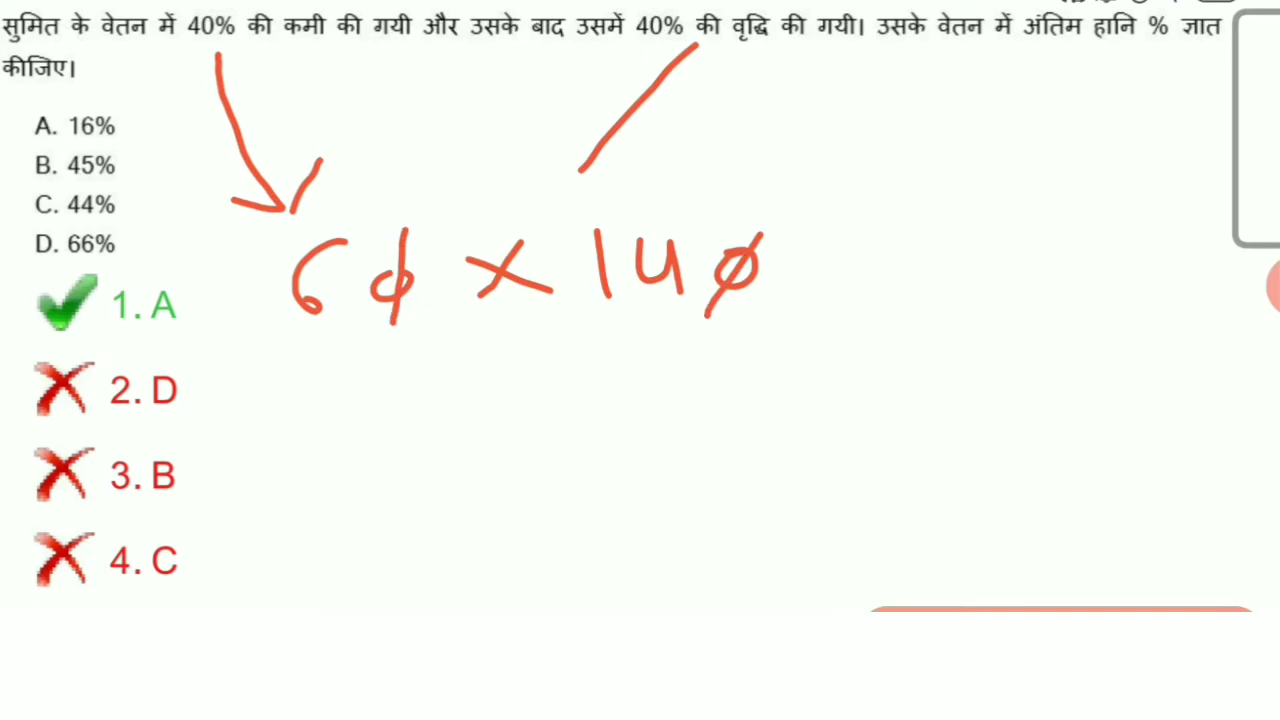 सुमित के वेतन में 40% की कमी की गयी और उसके बाद उसमें 40% की वृद्धि की गयी। उसके वेतन में अंतिम हानि % ज्ञात
कीजिए।
A. 16%
B. 45%
C. 44%
D. 66%
1. A
60 x 140
2. D
3. B
4. C